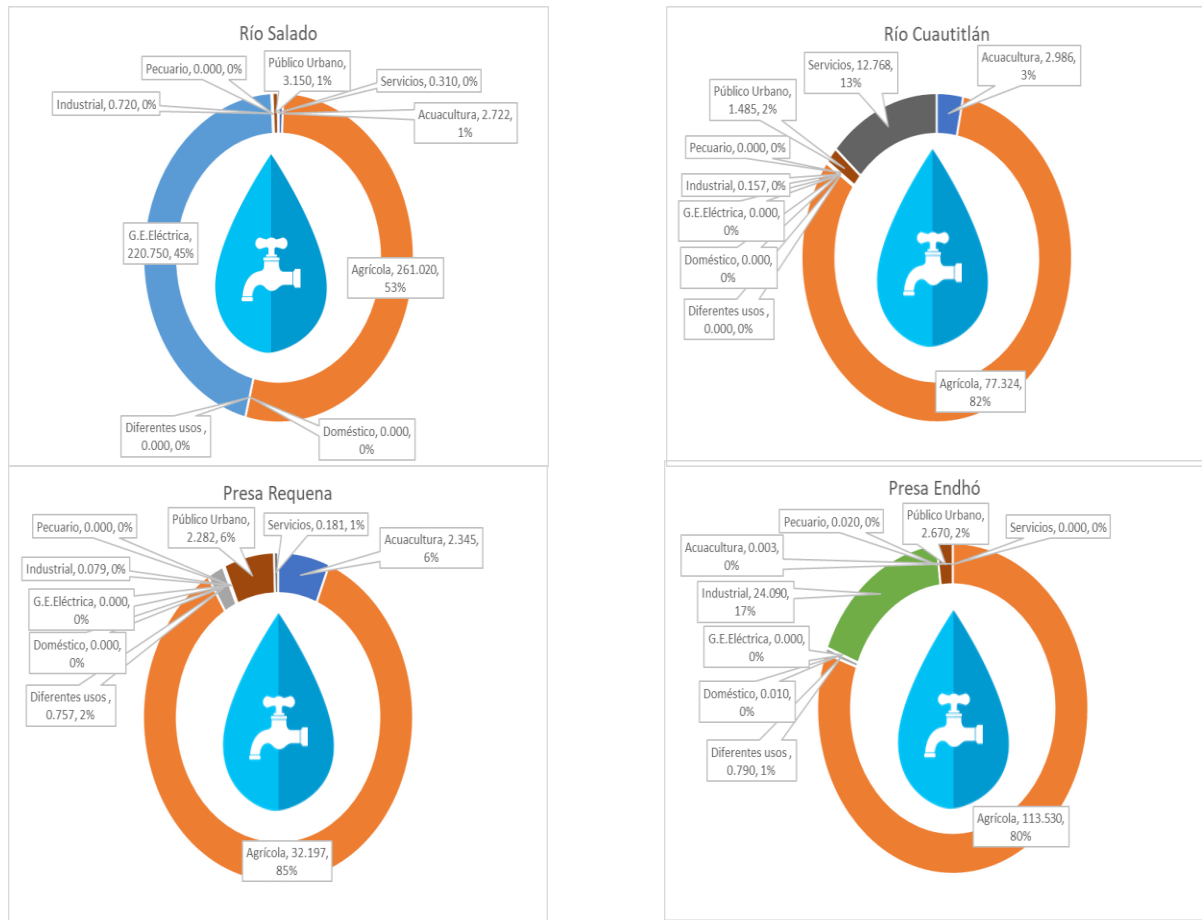 Río Salado
Pecuario, 0.000, 0%
Público Urbano,
3.150, 1%
Servicios, 0.310, 0%
Industrial, 0.720, 0%
Acuacultura, 2.722,
1%
G.E.Eléctrica,
220.750, 45%
Agrícola, 261.020,
53%
Diferentes usos ,
0.000, 0%
Doméstico, 0.000,
0%
Río Cuautitlán
Servicios, 12.768,
13%
Acuacultura, 2.986,
3%
Público Urbano,
1.485, 2%
Pecuario, 0.000, 0%
Industrial, 0.157, 0%
G.E.Eléctrica, 0.000,
0%
Doméstico, 0.000,
0%
Diferentes usos ,
0.000, 0%
Agrícola, 77.324,
82%
Presa Requena
Pecuario, 0.000, 0%
Público Urbano,
2.282, 6%
Servicios, 0.181, 1%
Acuacultura, 2.345,
6%
Industrial, 0.079, 0%
G.E.Eléctrica, 0.000,
0%
Doméstico, 0.000,
0%
Diferentes usos ,
0.757, 2%
Agrícola, 32.197,
85%
Presa Endhó
Pecuario, 0.020, 0%
Público Urbano,
2.670, 2%
Servicios, 0.000, 0%
Acuacultura, 0.003,
0%
Industrial, 24.090,
17%
G.E.Eléctrica, 0.000,
0%
Doméstico, 0.010,
0%
Diferentes usos ,
0.790, 1%
Agrícola, 113.530,
80%